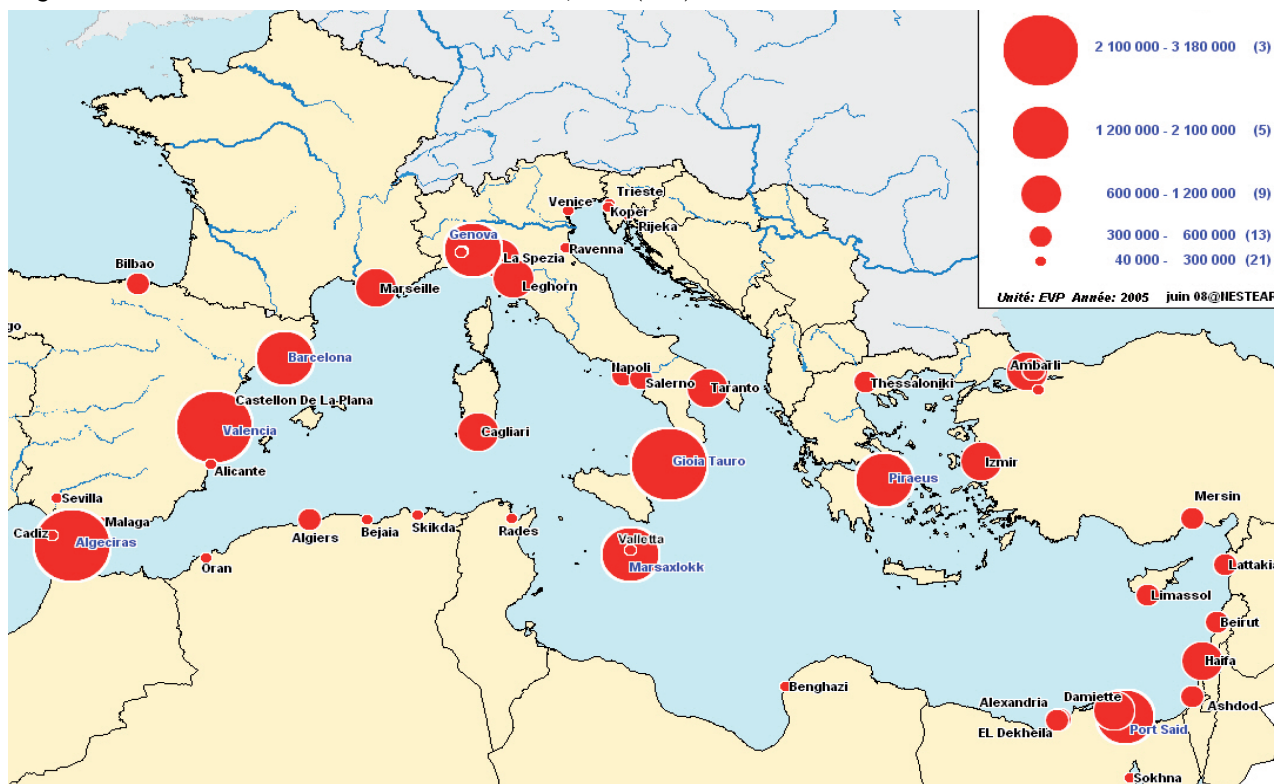 2 100 000 - 3 180 000 (3)
1 200 000 - 2 100 000 (5)
600 000 - 1 200 000 (9)
300 000 - 600 000 (13)
40 000 - 300 000 (21)
Unité: EVP Année: 2005 juin 08@NESTEAR
Trieste
Venice
Koper
Rijeka
Genova
Ravenna
La Spezia
Bilbao
Marseille
Leghorn
Barcelona
Napoli
Salerno
Taranto
Thessaloniki
Ambarli
Castellon De La-Plana
Valencia
Cagliari
Gioia Tauro
Izmir
Alicante
Piraeus
Sevilla
Mersin
Malaga
Cadiz
Algeciras
Algiers
Bejaia
Skikda
Rades
Valletta
Oran
Marsaxlokk
Lattakia
Limassol
Beirut
Haifa
Benghazi
Alexandria
Damiette
Ashdod
EL Dekheila
Port Said
Sokhna